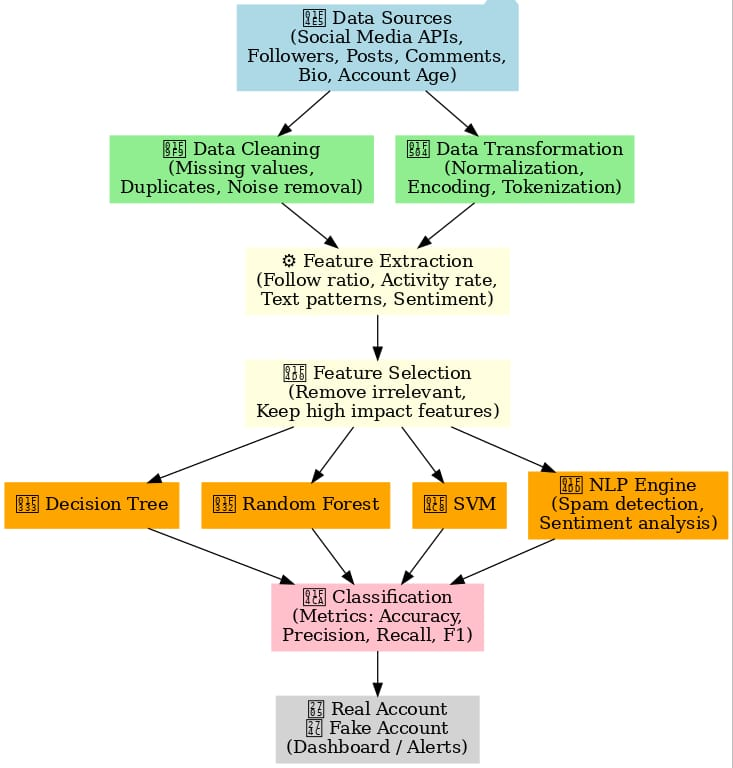 Data Sources
(Social Media APIs,
Followers, Posts, Comments,
Bio, Account Age)
Data Cleaning
(Missing values,
Duplicates, Noise removal)
Data Transformation
(Normalization,
Encoding, Tokenization)
⚙ Feature Extraction
(Follow ratio, Activity rate,
Text patterns, Sentiment)
Feature Selection
(Remove irrelevant,
Keep high impact features)
Decision Tree
Random Forest
SVM
NLP Engine
(Spam detection,
Sentiment analysis)
Classification
(Metrics: Accuracy,
Precision, Recall, F1)
Real Account
Fake Account
(Dashboard / Alerts)